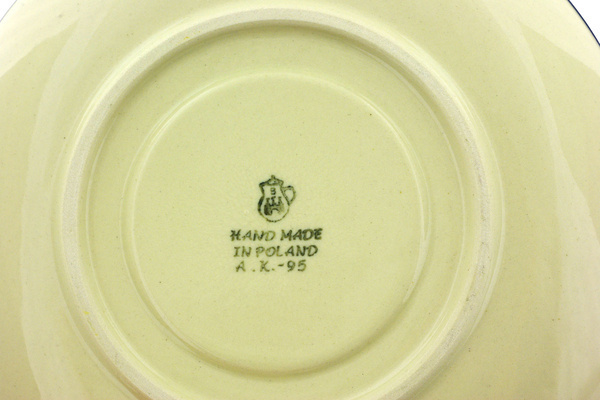 B
HAND MADE
IN POLAND
A.K.-95